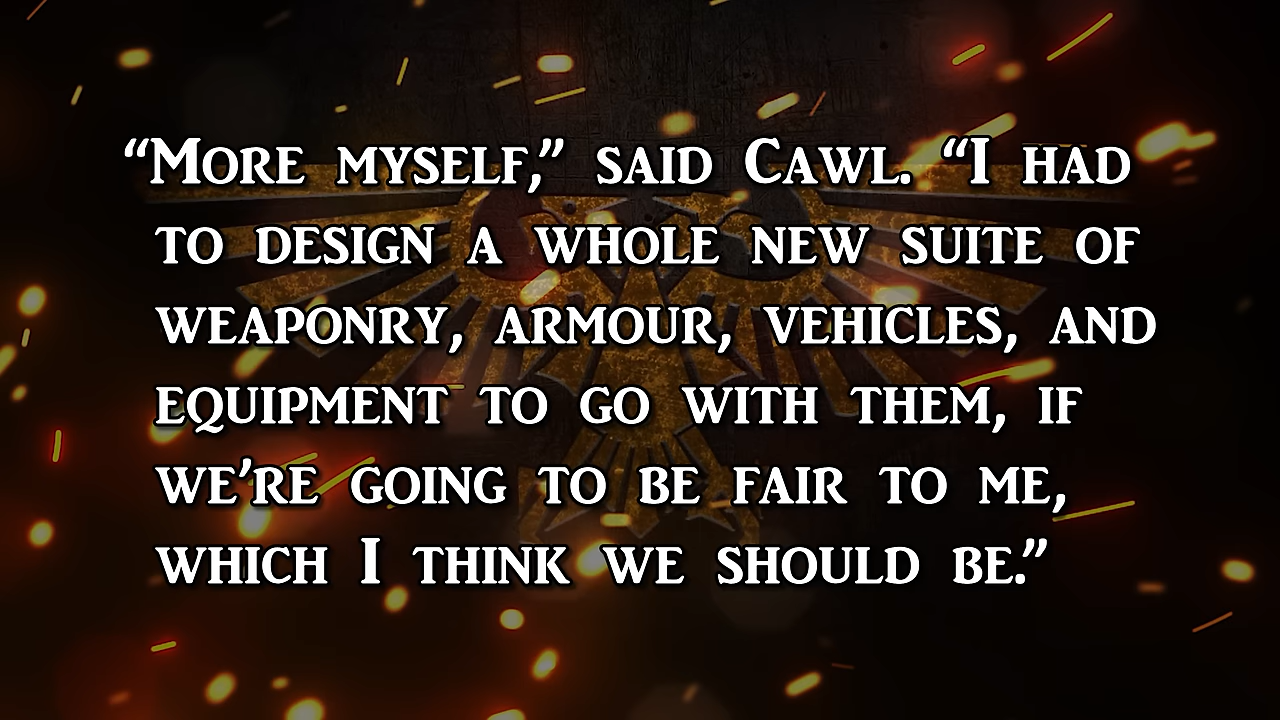 “More myself,” said Cawl. “I had
to design a whole new suite of
weaponry, armour, vehicles, and
equipment to go with them, if
we’re going to be fair to me,
which I think we should be.”